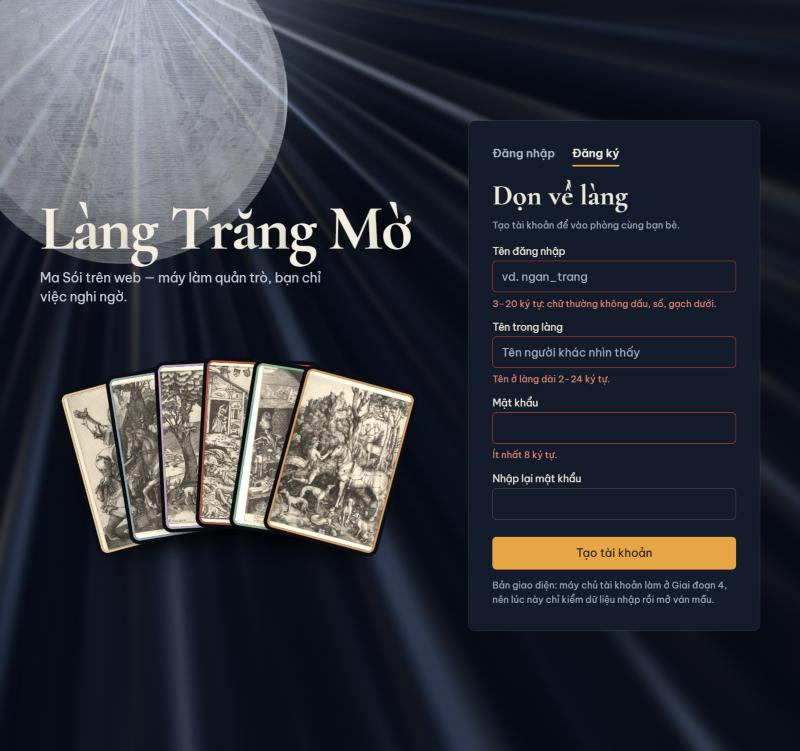 Làng Trăng Mờ
Ma Sói trên web — máy làm quản trò, bạn chỉ
việc nghi ngờ.
Đăng nhập Đăng ký
Dọn về làng
Tạo tài khoản để vào phòng cùng bạn bè.
Tên đăng nhập
vd. ngan_trang
3–20 ký tự: chữ thường không dấu, số, gạch dưới.
Tên trong làng
Tên người khác nhìn thấy
Tên ở làng dài 2–24 ký tự.
Mật khẩu
Ít nhất 8 ký tự.
Nhập lại mật khẩu
Tạo tài khoản
Bản giao diện: máy chủ tài khoản làm ở Giai đoạn 4,
nên lúc này chỉ kiểm dữ liệu nhập rồi mở ván mẫu.